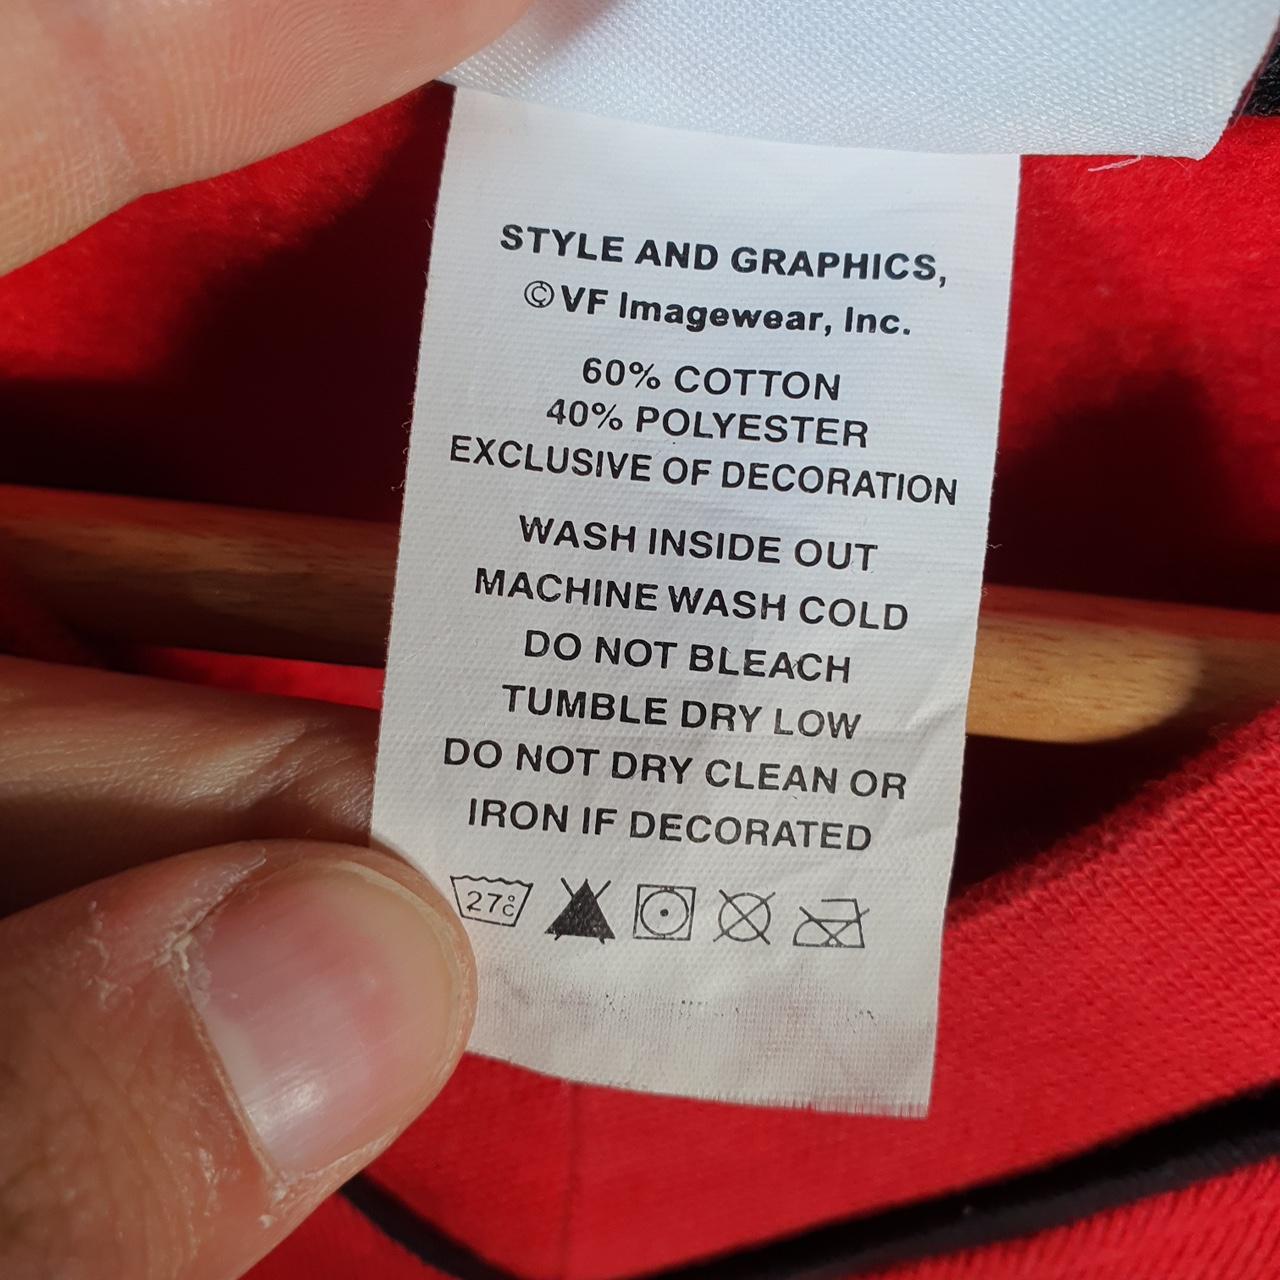 STYLE AND GRAPHICS,
© VF Imagewear, Inc.
60% COTTON
40% POLYESTER
EXCLUSIVE OF DECORATION
WASH INSIDE OUT
MACHINE WASH COLD
DO NOT BLEACH
TUMBLE DRY LOW
DO NOT DRY CLEAN OR
IRON IF DECORATED
27°C